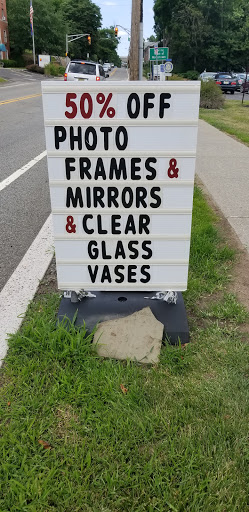 50% OFF
PHOTO
FRAMES &
MIRRORS
& CLEAR
GLASS
VASES